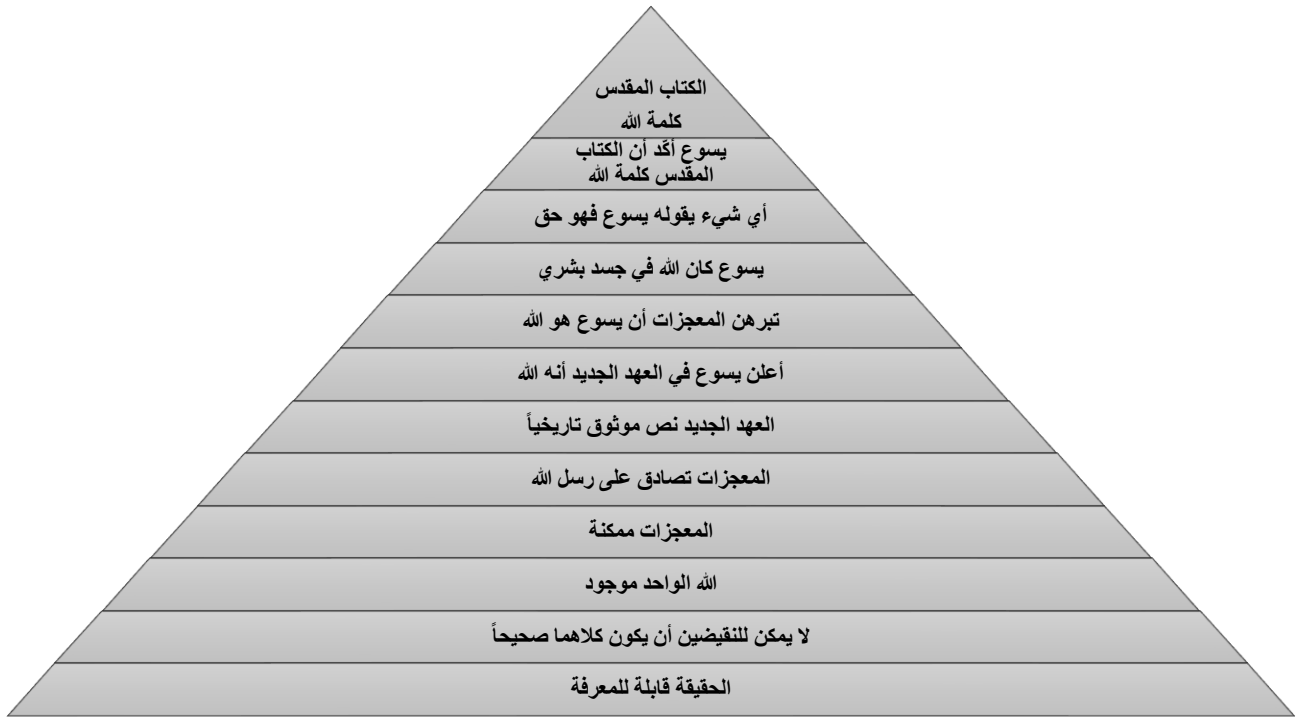 الكتاب المقدس
كلمة الله
يسوع أكّد أن الكتاب
المقدس كلمة الله
أي شيء يقوله يسوع فهو حق
يسوع كان الله في جسد بشري
تبرهن المعجزات أن يسوع هو الله
أعلن يسوع في العهد الجديد أنه الله
العهد الجديد نص موثوق تاريخياً
المعجزات تصادق على رسل الله
المعجزات ممكنة
الله الواحد موجود
لا يمكن للنقيضين أن يكون كلاهما صحيحاً
الحقيقة قابلة للمعرفة